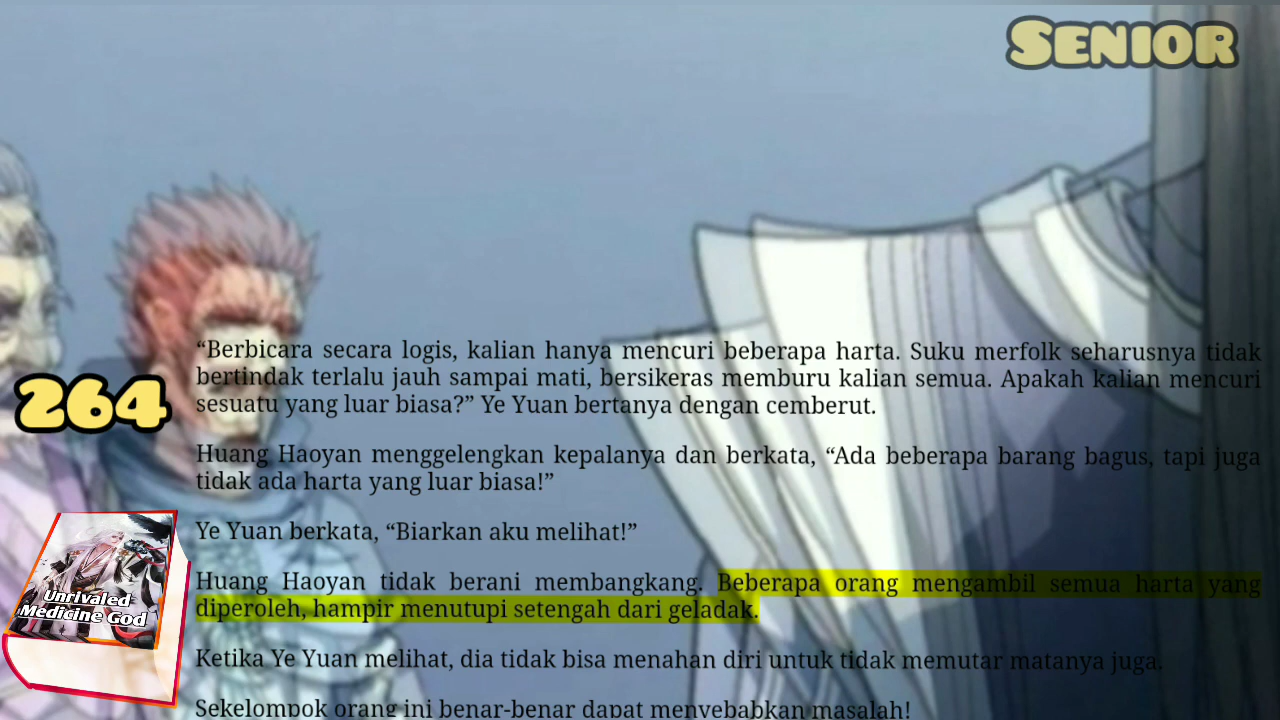 SENIOR
“Berbicara secara logis, kalian hanya mencuri beberapa harta. Suku merfolk seharusnya tidak
bertindak terlalu jauh sampai mati, bersikeras memburu kalian semua. Apakah kalian mencuri
sesuatu yang luar biasa?” Ye Yuan bertanya dengan cemberut.
264
Huang Haoyan menggelengkan kepalanya dan berkata, “Ada beberapa barang bagus, tapi juga
tidak ada harta yang luar biasa!”
Ye Yuan berkata, “Biarkan aku melihat!”
Huang Haoyan tidak berani membangkang. Beberapa orang mengambil semua harta yang
diperoleh, hampir menutupi setengah dari geladak.
Unrivaled
Medicine God
Ketika Ye Yuan melihat, dia tidak bisa menahan diri untuk tidak memutar matanya juga.
Sekelompok orang ini benar-benar dapat menyebabkan masalah!